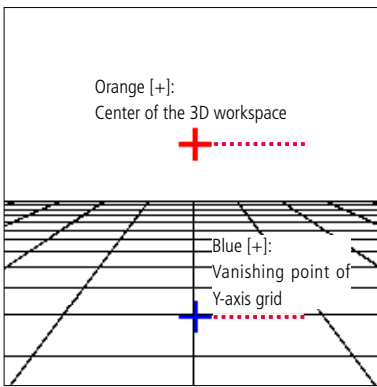 Orange [+]:
Center of the 3D workspace
Blue [+]:
Vanishing point of
Y-axis grid